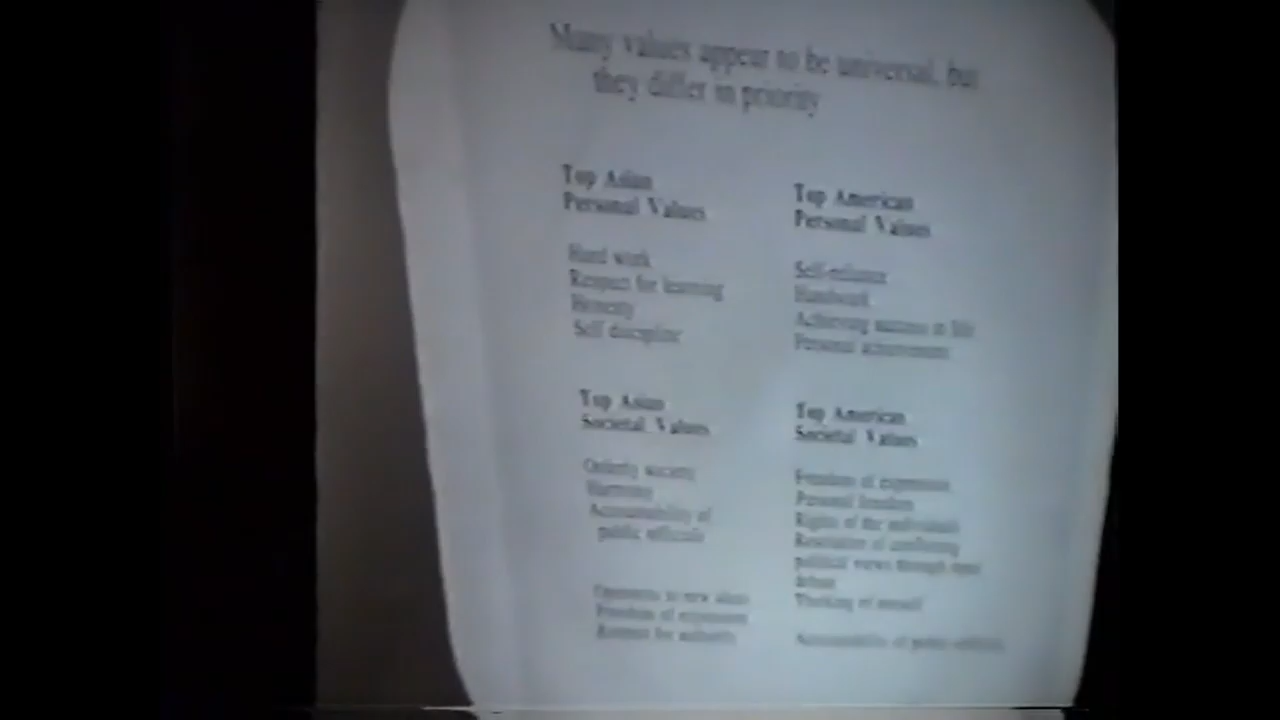 Many values appear to be universal, but
they differ in priority
Top Asian
Personal Values
Hard work
Respect for learning
Honesty
Self discipline
Top American
Personal Values
Self-reliance
Hardwork
Achieving success in life
Personal achievement
Top Asian
Societal Values
Orderly society
Harmony
Accountability of
public officials
Openness to new ideas
Freedom of expression
Respect for authority
Top American
Societal Values
Freedom of expression
Personal freedom
Rights of the individual
Resolution of conflicting
political views through open
debate
Thinking of oneself
Accountability of public officials